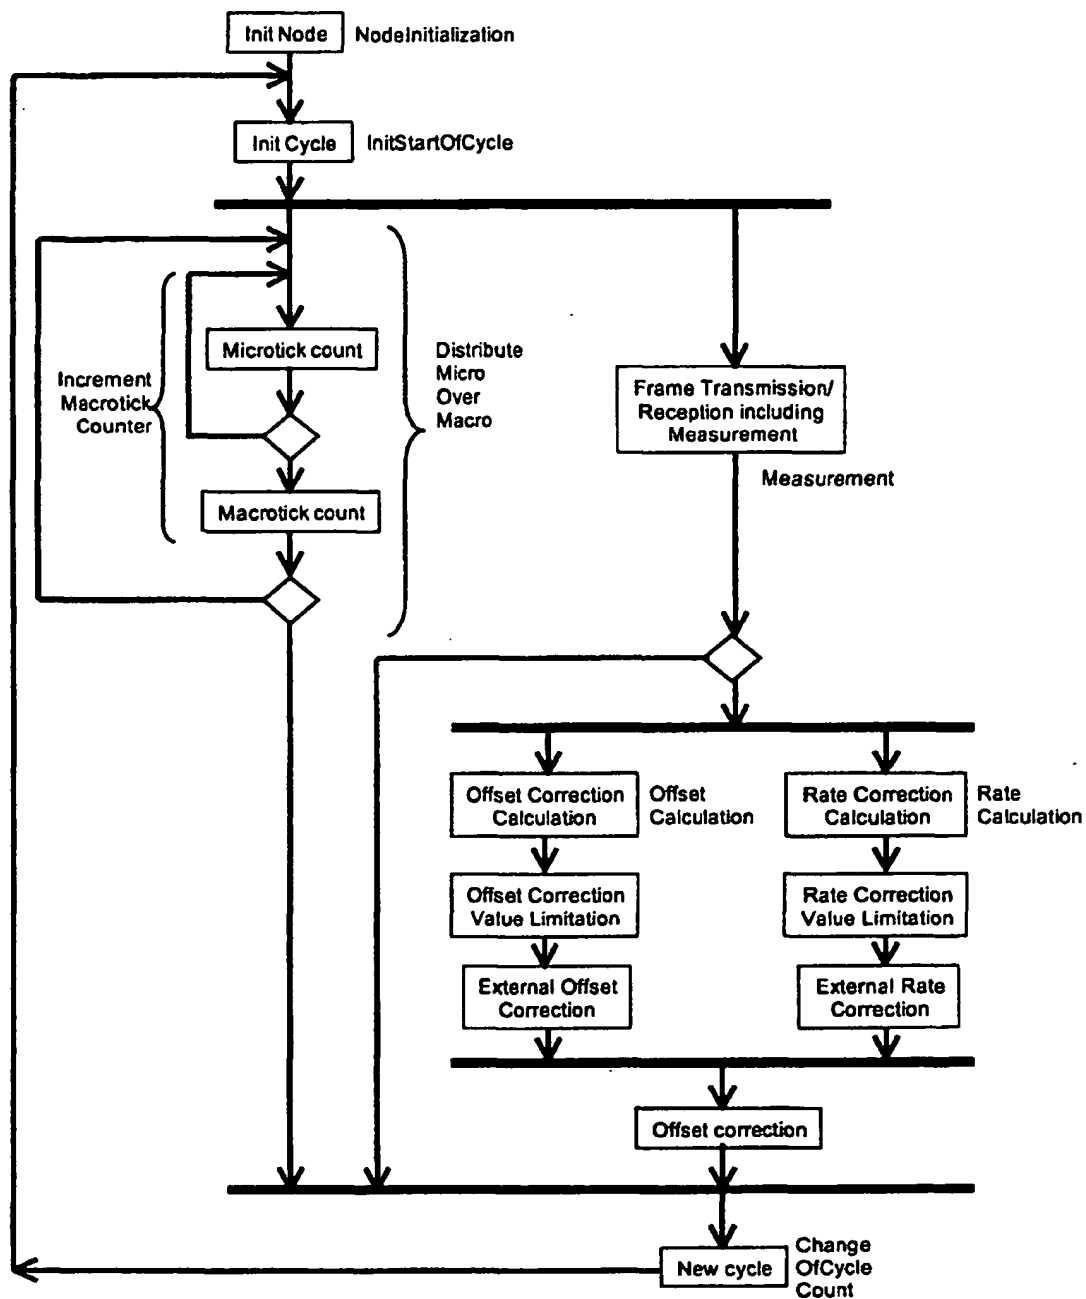 Init Node
NodeInitialization
Init Cycle
InitStartOfCycle
Microtick count
Increment
Macrotick
Counter
Macrotick count
Distribute
Micro
Over
Macro
Frame Transmission/
Reception including
Measurement
Measurement
Offset Correction
Calculation
Offset
Calculation
Rate Correction
Calculation
Rate
Calculation
Offset Correction
Value Limitation
Rate Correction
Value Limitation
External Offset
Correction
External Rate
Correction
Offset correction
New cycle
Change
OfCycle
Count